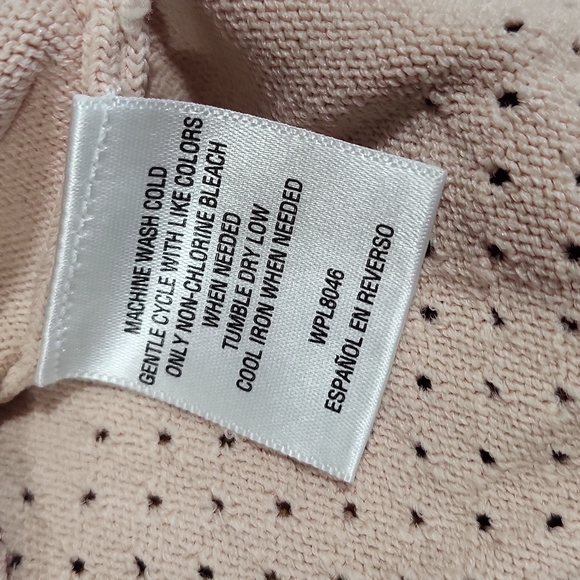 MACHINE WASH COLD
GENTLE CYCLE WITH LIKE COLORS
ONLY NON-CHLORINE BLEACH
WHEN NEEDED
TUMBLE DRY LOW
COOL IRON WHEN NEEDED
WPL8046
ESPAÑOL EN REVERSO